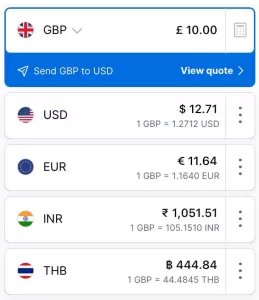 GBP £ 10.00
Send GBP to USD View quote
USD $ 12.71
1 GBP = 1.2712 USD
EUR € 11.64
1 GBP = 1.1640 EUR
INR ₹ 1,051.51
1 GBP = 105.1510 INR
THB ฿ 444.84
1 GBP = 44.4845 THB